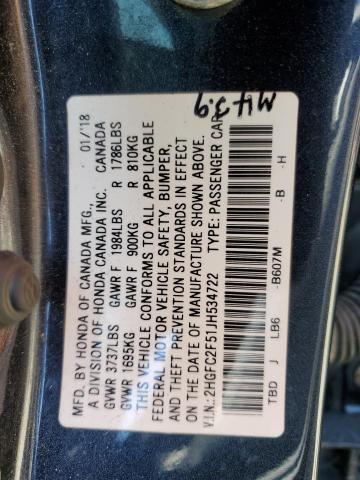 MH39
MFD. BY HONDA OF CANADA MFG., 01/'18
A DIVISION OF HONDA CANADA INC. CANADA
GVWR 3737LBS GAWR F 1984LBS R 1786LBS
GVWR 1695KG GAWR F 900KG R 810KG
THIS VEHICLE CONFORMS TO ALL APPLICABLE
FEDERAL MOTOR VEHICLE SAFETY, BUMPER,
AND THEFT PREVENTION STANDARDS IN EFFECT
ON THE DATE OF MANUFACTURE SHOWN ABOVE.
V.I.N.: 2HGFC2F51JH534722 TYPE: PASSENGER CAR
TBD J LB6 -B607M -B -H